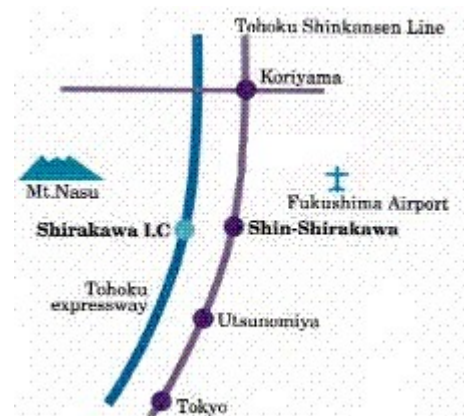 Tohoku Shinkansen Line
Koriyama
Mt.Nasu
Fukushima Airport
Shirakawa I.C
Shin-Shirakawa
Tohoku
expressway
Utsunomiya
Tokyo